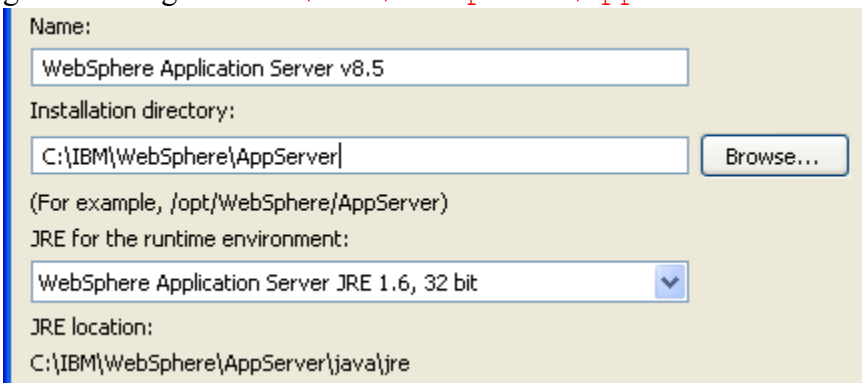 Name:
WebSphere Application Server v8.5
Installation directory:
C:\IBM\WebSphere\AppServer
Browse...
(For example, /opt/WebSphere/AppServer)
JRE for the runtime environment:
WebSphere Application Server JRE 1.6, 32 bit
JRE location:
C:\IBM\WebSphere\AppServer\java\jre